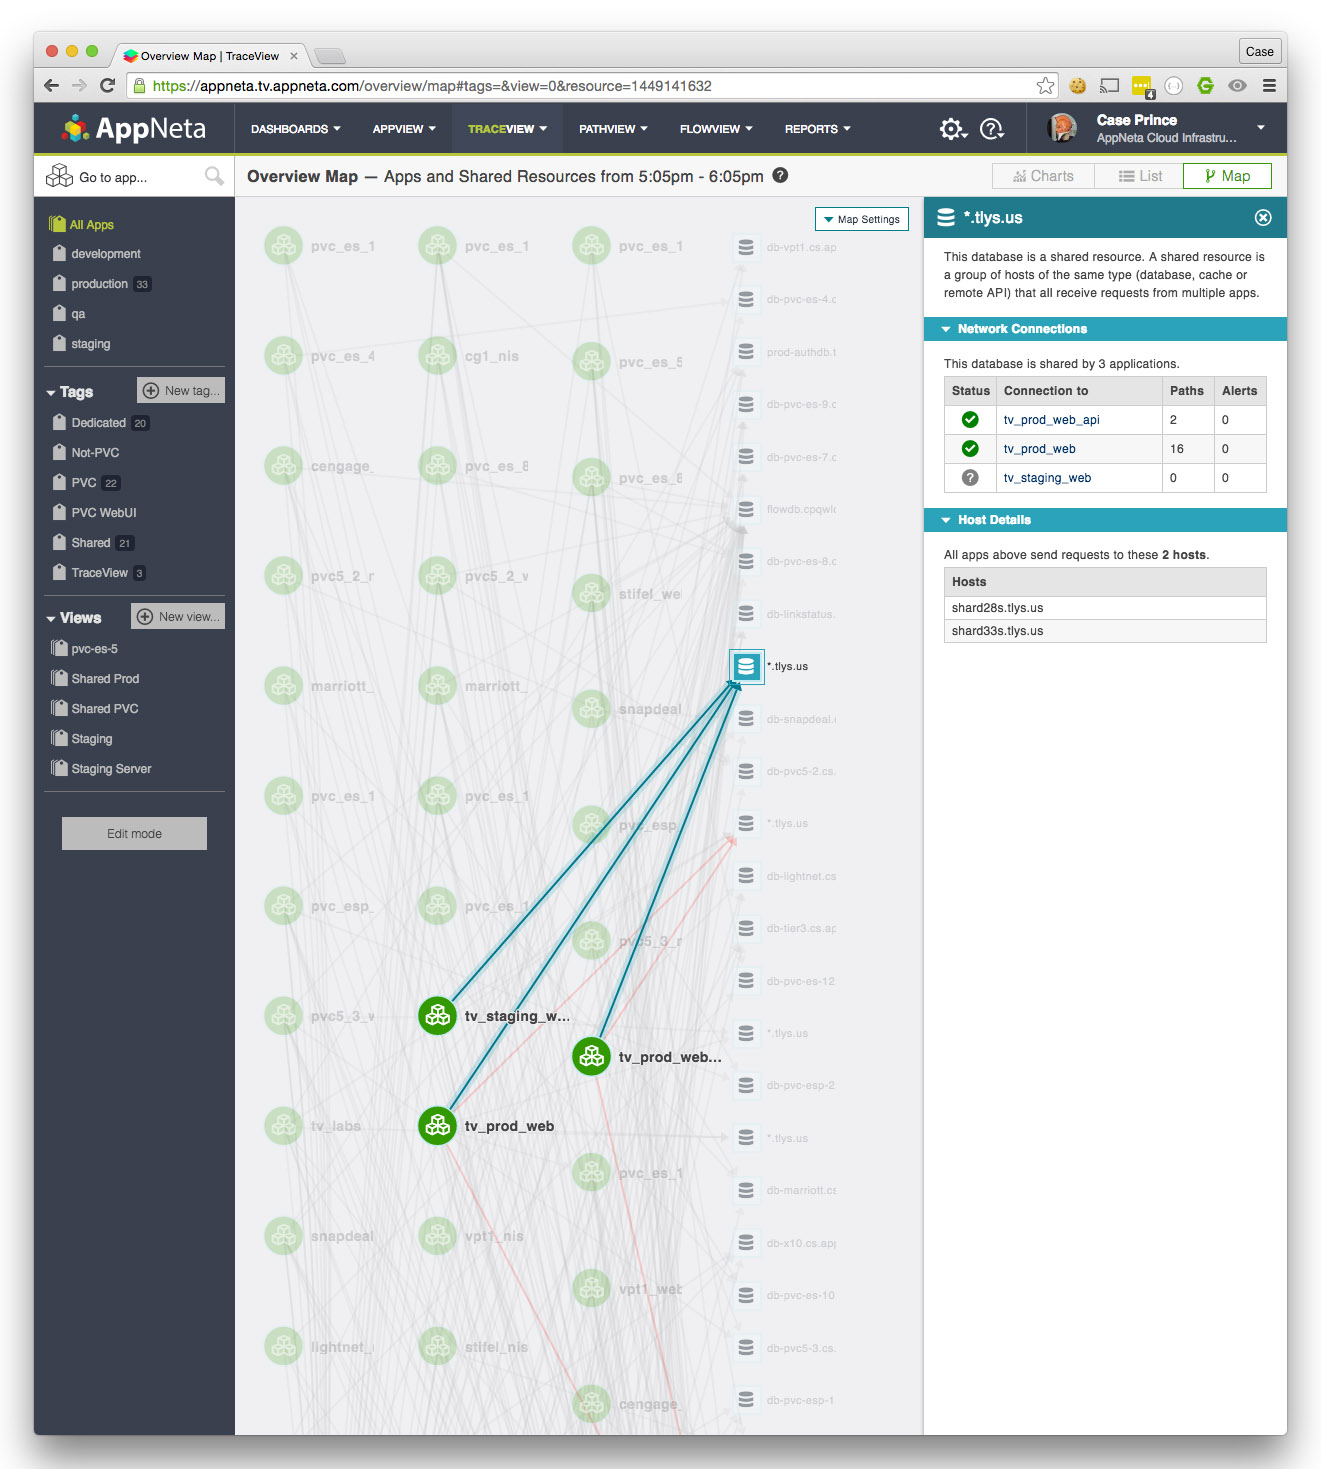 Overview Map | TraceView
Case
https://appneta.tv.appneta.com/overview/map#tags=&view=0&resource=1449141632
4
AppNeta
DASHBOARDS
APPVIEW
TRACEVIEW
PATHVIEW
FLOWVIEW
REPORTS
Case Prince
AppNeta Cloud Infrastru...
Go to app...
Overview Map — Apps and Shared Resources from 5:05pm - 6:05pm
Charts
List
Map
All Apps
development
production 33
qa
staging
Tags
New tag...
Dedicated 20
Not-PVC
PVC 22
PVC WebUI
Shared 21
TraceView 3
Views
New view...
pvc-es-5
Shared Prod
Shared PVC
Staging
Staging Server
Edit mode
Map Settings
pvc_es_1
pvc_es_1
pvc_es_1
db-vpt1.cs.ap
db-pvc-es-4.c
pvc_es_4
cg1_nis
pvc_es_5
prod-authdb.t
db-pvc-es-9.c
cengage_
pvc_es_8
pvc_es_8
db-pvc-es-7.c
flowdb.cpqwlc
db-pvc-es-8.c
pvc5_2_r
pvc5_2_v
stifel_we
db-linkstatus.
*.tlys.us
marriott_
marriott_
snapdeal
db-snapdeal.c
db-pvc5-2.cs.
pvc_es_1
pvc_es_1
pvc_esp_
*.tlys.us
db-lightnet.cs
pvc_esp_
pvc_es_1
pvc5_3_r
db-tier3.cs.ap
db-pvc-es-12
pvc5_3_v
tv_staging_w...
*.tlys.us
tv_prod_web...
db-pvc-esp-2
tv_labs
tv_prod_web
*.tlys.us
pvc_es_1
db-marriott.cs
snapdeal
vpt1_nis
db-x10.cs.app
vpt1_web
db-pvc-es-10
lightnet_
stifel_nis
db-pvc5-3.cs.
cengage_
db-pvc-esp-1
*.tlys.us
This database is a shared resource. A shared resource is
a group of hosts of the same type (database, cache or
remote API) that all receive requests from multiple apps.
Network Connections
This database is shared by 3 applications.
Status Connection to Paths Alerts
tv_prod_web_api 2 0
tv_prod_web 16 0
tv_staging_web 0 0
Host Details
All apps above send requests to these 2 hosts.
Hosts
shard28s.tlys.us
shard33s.tlys.us